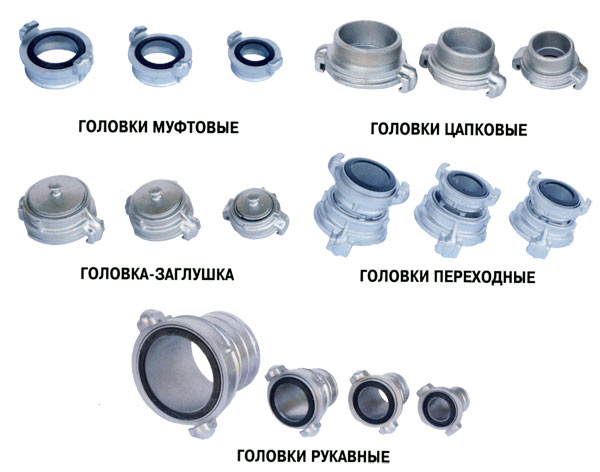 ГОЛОВКИ МУФТОВЫЕ
ГОЛОВКИ ЦАПКОВЫЕ
ГОЛОВКА-ЗАГЛУШКА
ГОЛОВКИ ПЕРЕХОДНЫЕ
ГОЛОВКИ РУКАВНЫЕ